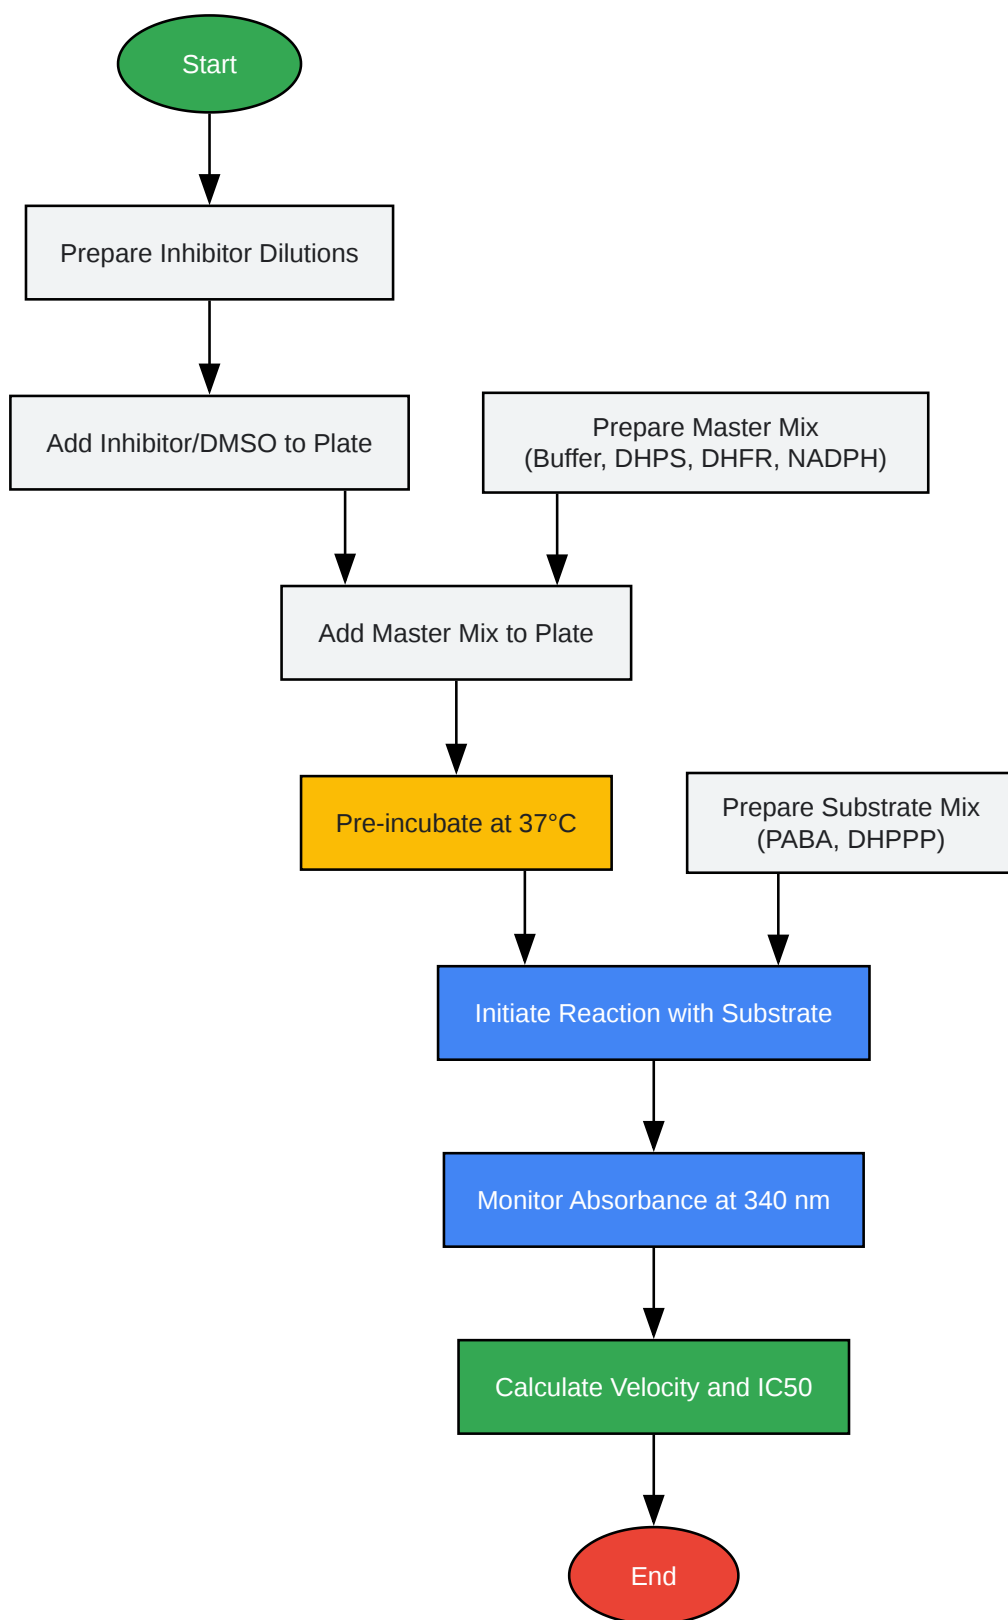 Start
Prepare Inhibitor Dilutions
Add Inhibitor/DMSO to Plate
Prepare Master Mix
(Buffer, DHPS, DHFR, NADPH)
Add Master Mix to Plate
Pre-incubate at 37°C
Prepare Substrate Mix
(PABA, DHPPP)
Initiate Reaction with Substrate
Monitor Absorbance at 340 nm
Calculate Velocity and IC50
End